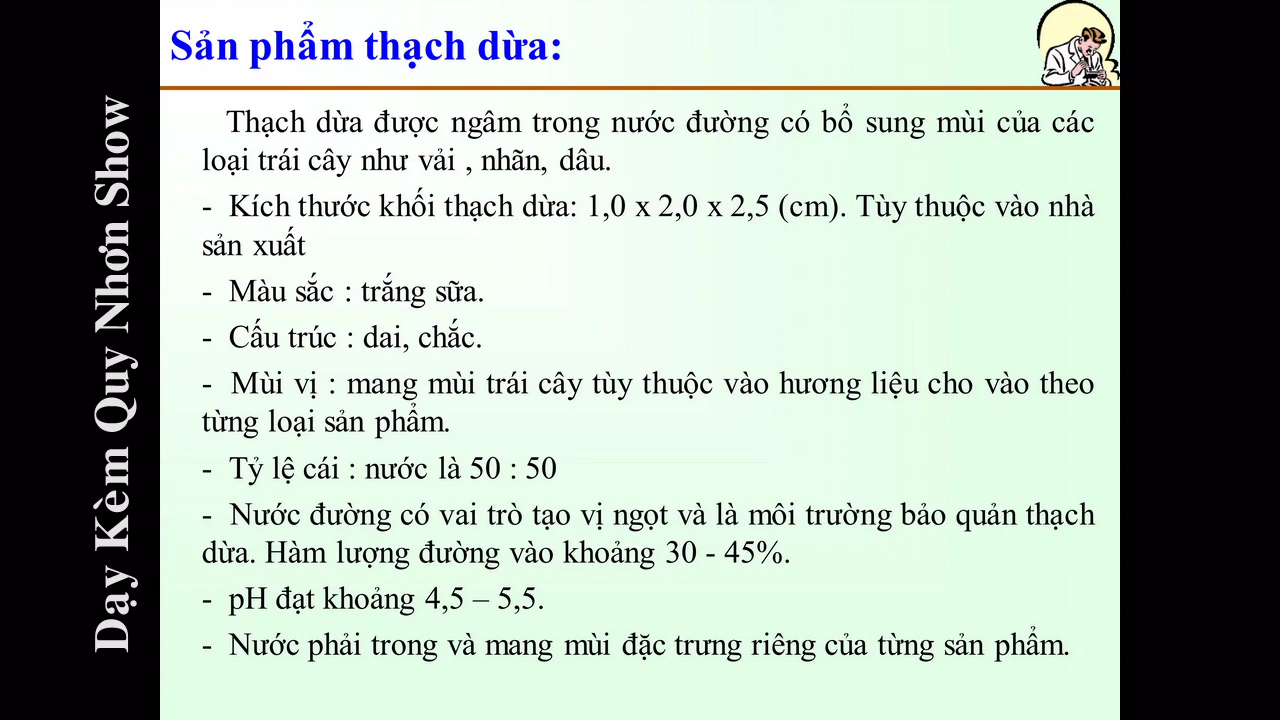 Sản phẩm thạch dừa:
Thạch dừa được ngâm trong nước đường có bổ sung mùi của các
loại trái cây như vải , nhãn, dâu.
- Kích thước khối thạch dừa: 1,0 x 2,0 x 2,5 (cm). Tùy thuộc vào nhà
sản xuất
- Màu sắc : trắng sữa.
- Cấu trúc : dai, chắc.
- Mùi vị : mang mùi trái cây tùy thuộc vào hương liệu cho vào theo
từng loại sản phẩm.
- Tỷ lệ cái : nước là 50 : 50
- Nước đường có vai trò tạo vị ngọt và là môi trường bảo quản thạch
dừa. Hàm lượng đường vào khoảng 30 - 45%.
- pH đạt khoảng 4,5 – 5,5.
- Nước phải trong và mang mùi đặc trưng riêng của từng sản phẩm.
Dạy Kèm Quy Nhơn Show